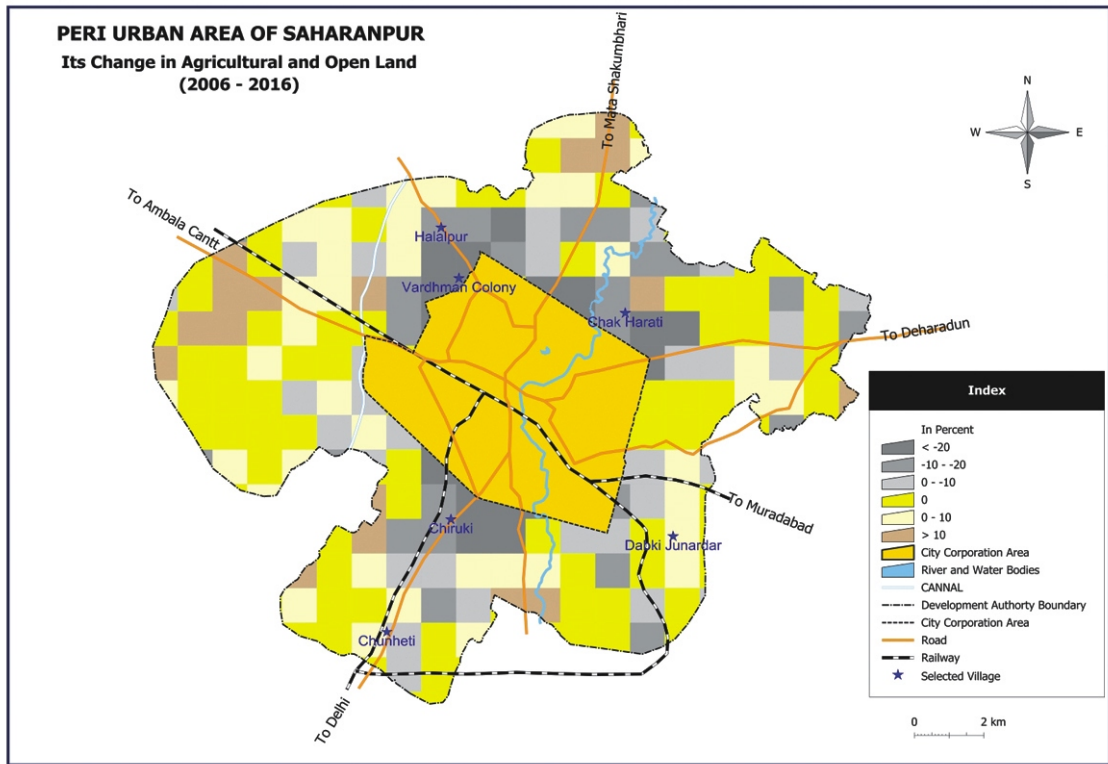 PERI URBAN AREA OF SAHARANPUR
Its Change in Agricultural and Open Land
(2006 - 2016)
To Mata Shakumbhari
N
W
E
S
To Ambala Cantt.
Halalpur
Vardhman Colony
Chak Harati
To Deharadun
Index
In Percent
< -20
-10 - -20
0 - -10
0
0 - 10
> 10
City Corporation Area
River and Water Bodies
CANNAL
Development Authorty Boundary
City Corporation Area
Road
Railway
Selected Village
To Muradabad
Chiruki
Dabki Junardar
Chunheti
To Delhi
0 2 km